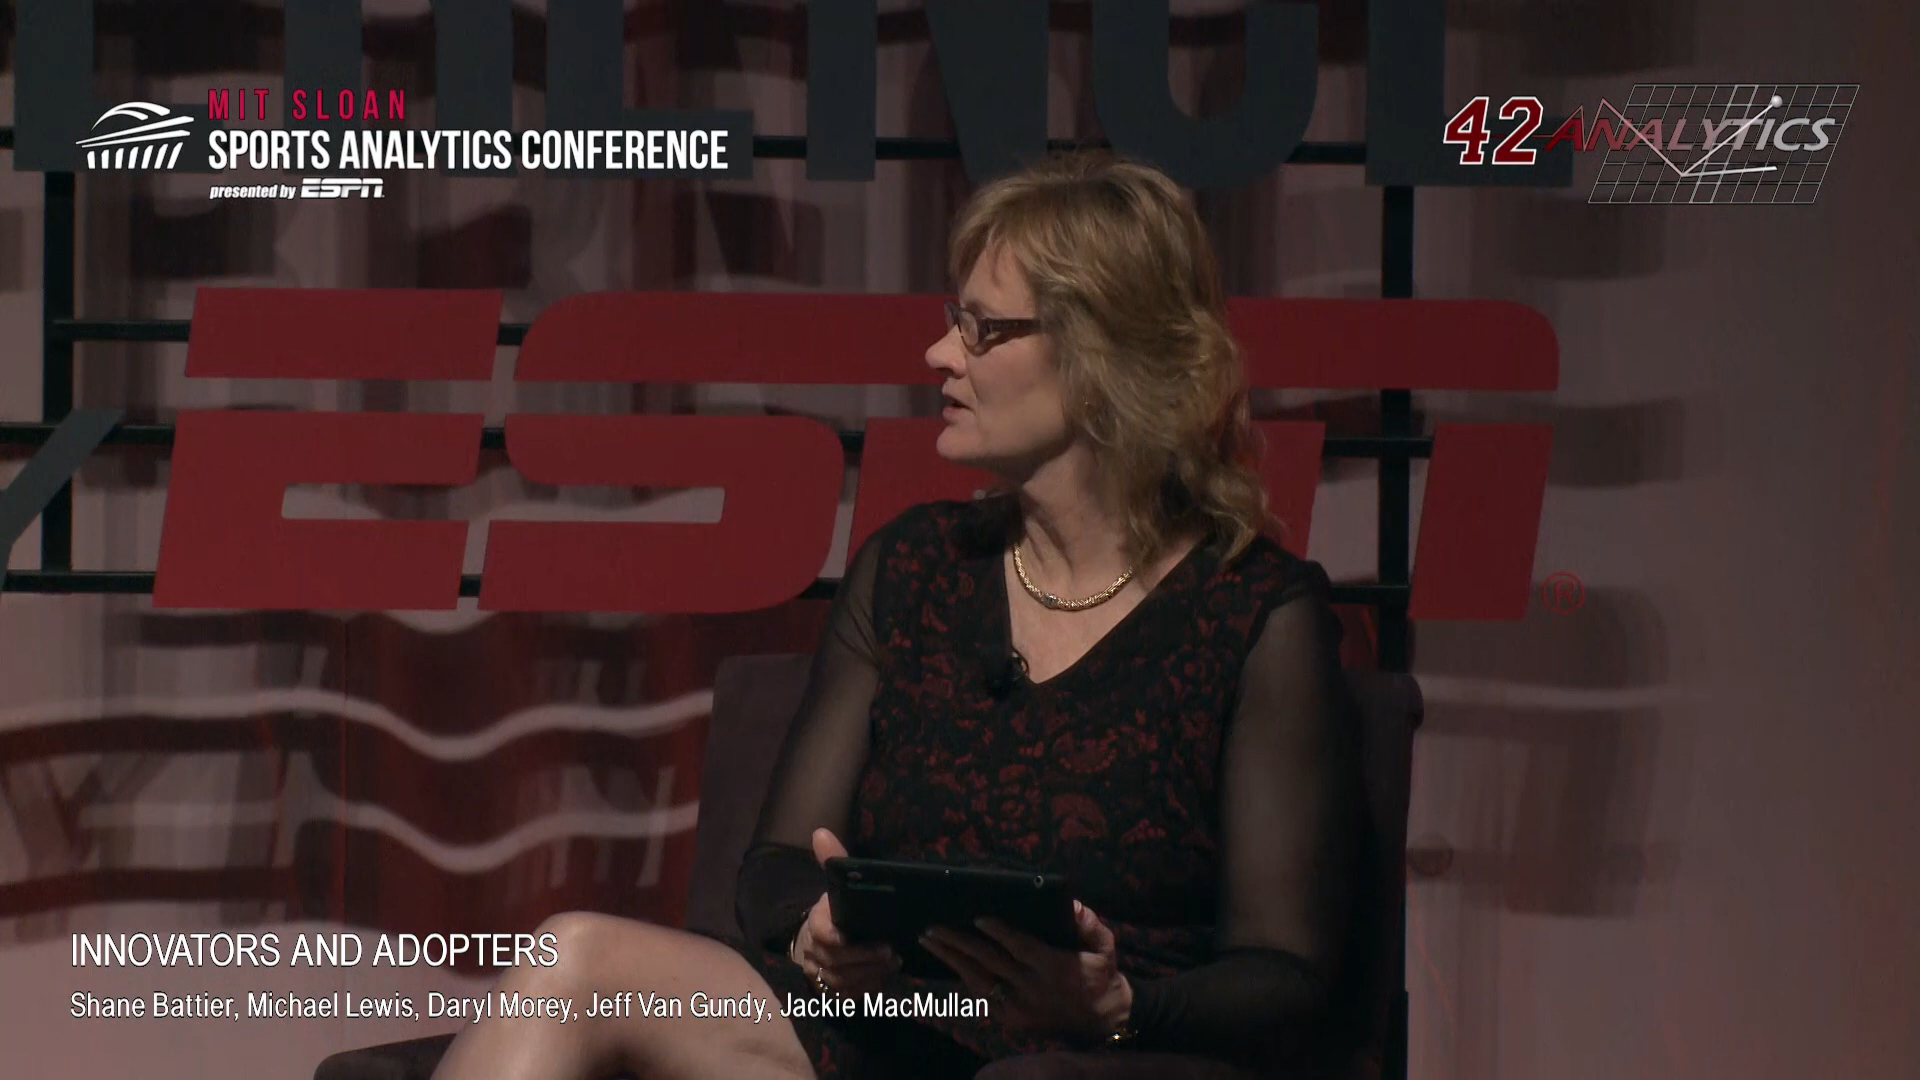 MIT SLOAN
SPORTS ANALYTICS CONFERENCE
presented by ESPN
42 ANALYTICS
ESPN®
INNOVATORS AND ADOPTERS
Shane Battier, Michael Lewis, Daryl Morey, Jeff Van Gundy, Jackie MacMullan